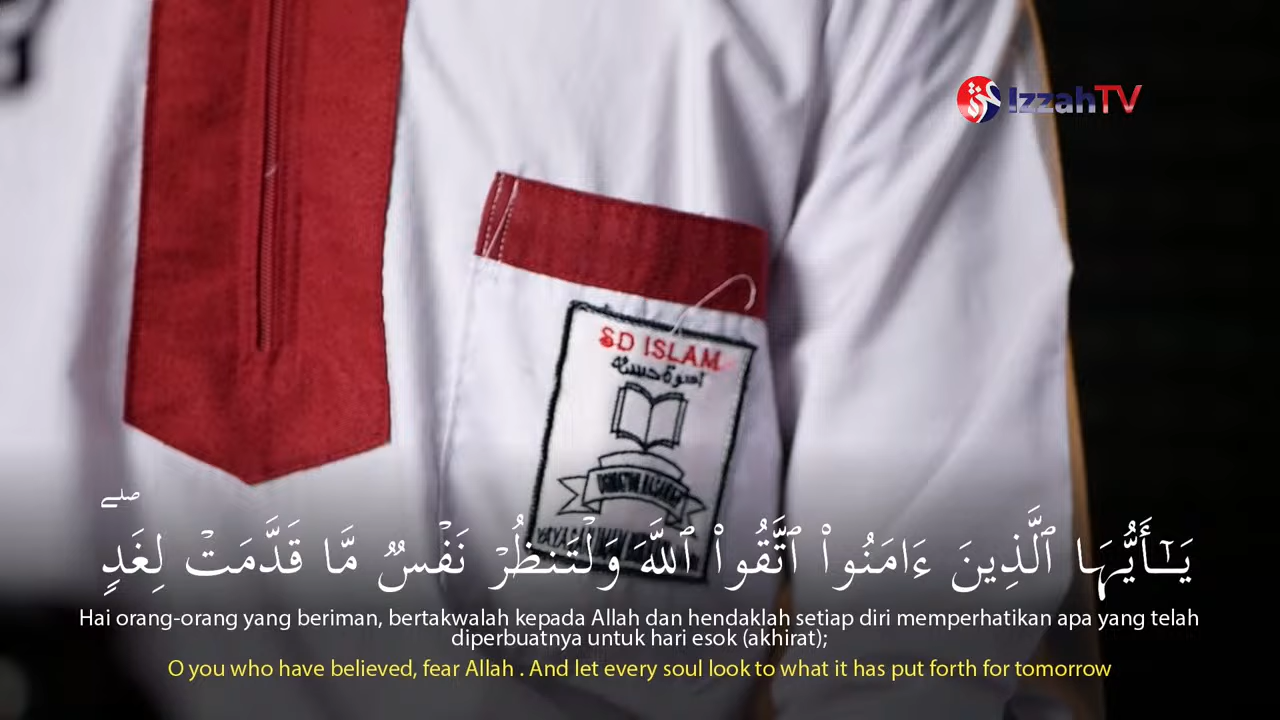 IzzahTV
SD ISLAM
اسوة حسنة
يَـٰٓأَيُّهَا ٱلَّذِينَ ءَامَنُوا۟ ٱتَّقُوا۟ ٱللَّهَ وَلْتَنظُرْ نَفْسٌۭ مَّا قَدَّمَتْ لِغَدٍۢ ۖ
Hai orang-orang yang beriman, bertakwalah kepada Allah dan hendaklah setiap diri memperhatikan apa yang telah
diperbuatnya untuk hari esok (akhirat);
O you who have believed, fear Allah . And let every soul look to what it has put forth for tomorrow